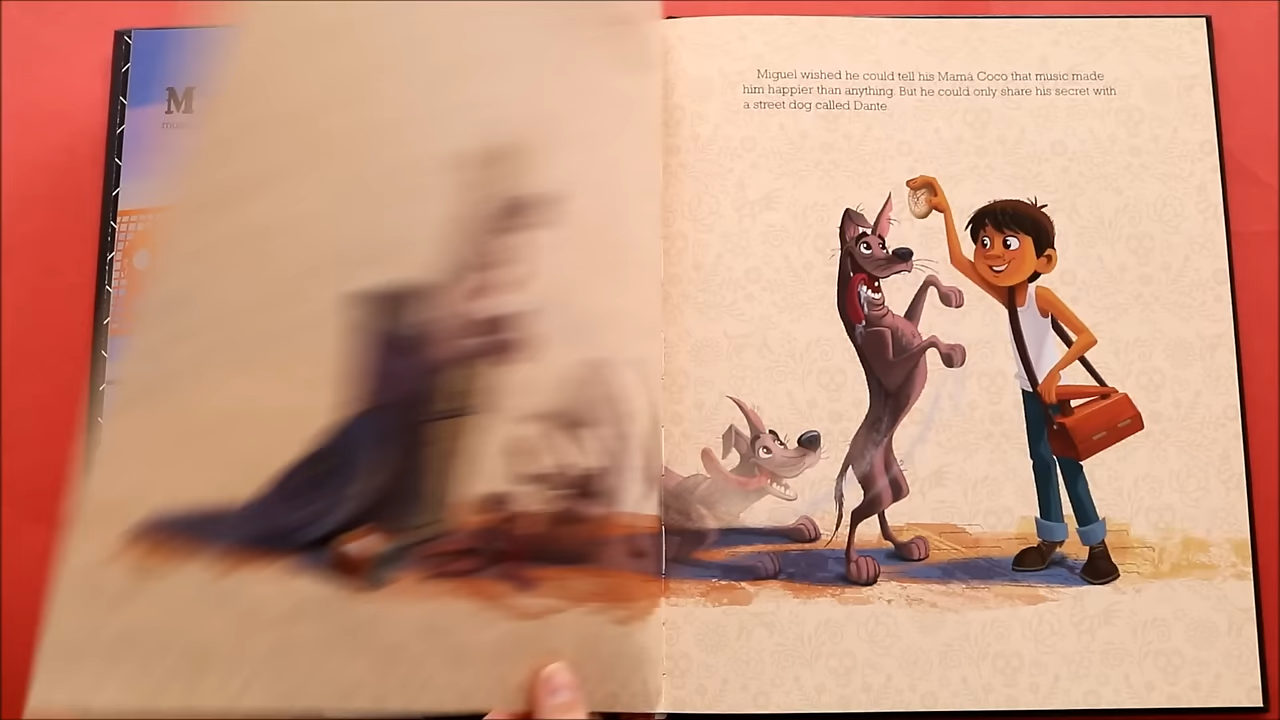 M
Miguel wished he could tell his Mamá Coco that music made
him happier than anything. But he could only share his secret with
a street dog called Dante.